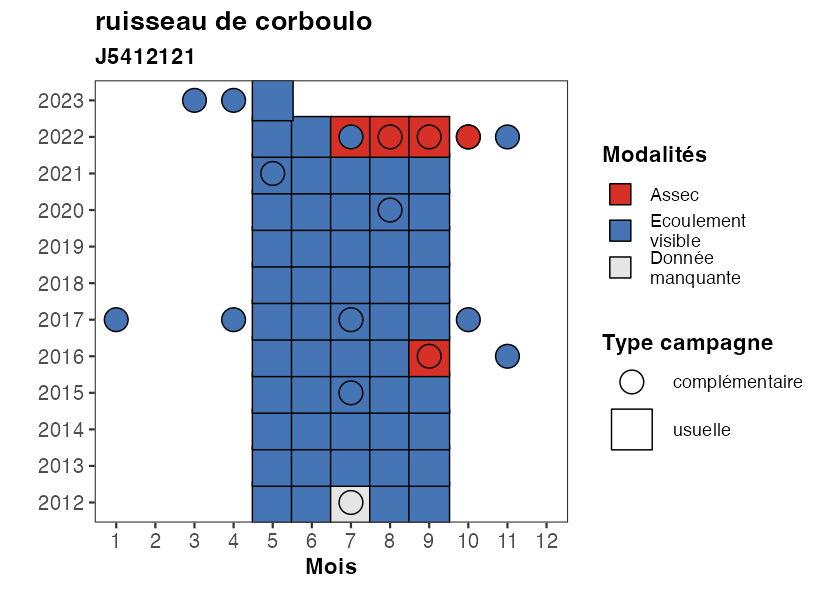 ruisseau de corboulo
J5412121
2023
2022
2021
2020
2019
2018
2017
2016
2015
2014
2013
2012
1 2 3 4 5 6 7 8 9 10 11 12
Mois
Modalités
Assec
Ecoulement
visible
Donnée
manquante
Type campagne
complémentaire
usuelle